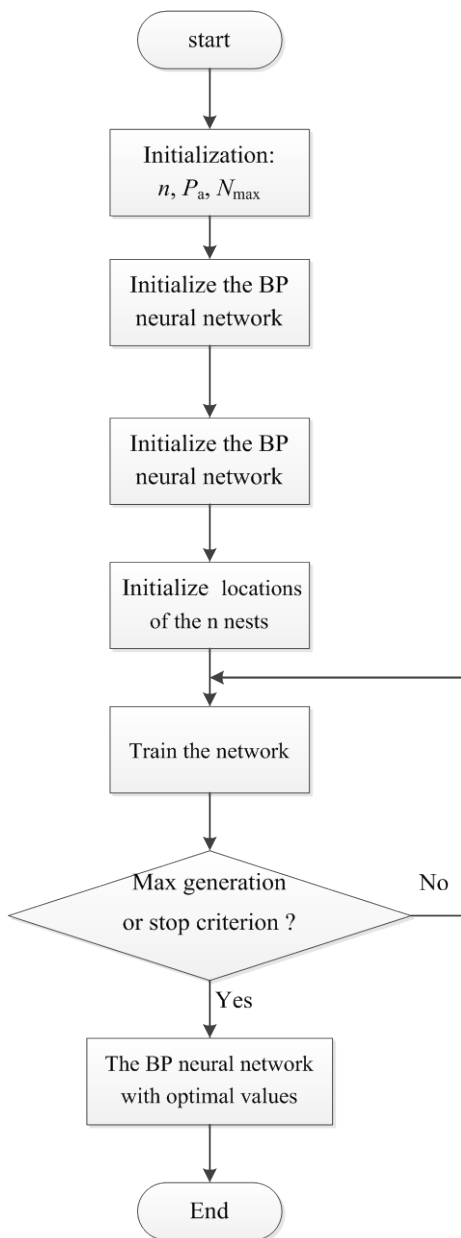 start
Initialization:
n, Pa, Nmax
Initialize the BP
neural network
Initialize the BP
neural network
Initialize locations
of the n nests
Train the network
Max generation
or stop criterion ?
No
Yes
The BP neural network
with optimal values
End